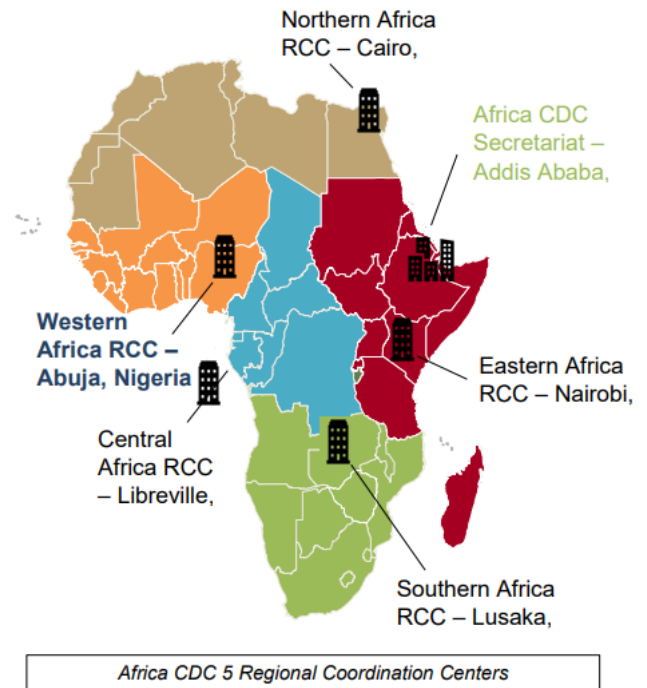 Northern Africa
RCC – Cairo,
Africa CDC
Secretariat –
Addis Ababa,
Western
Africa RCC –
Abuja, Nigeria
Eastern Africa
RCC – Nairobi,
Central
Africa RCC
– Libreville,
Southern Africa
RCC – Lusaka,
Africa CDC 5 Regional Coordination Centers